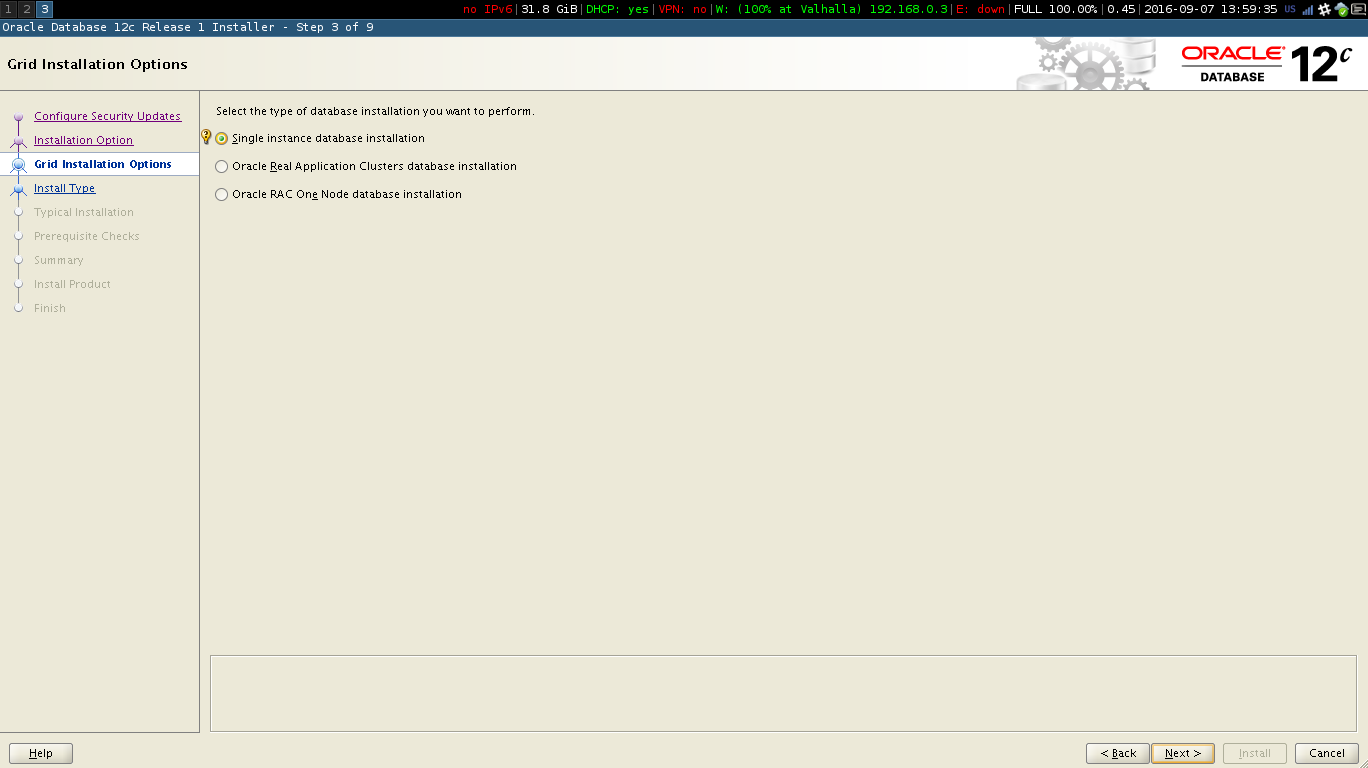 1 2 3 no IPv6|31.8 GiB|DHCP: yes|VPN: no|W: (100% at Valhalla) 192.168.0.3|E: down|FULL 100.00%|0.45|2016-09-07 13:59:35 US
Oracle Database 12c Release 1 Installer - Step 3 of 9
Grid Installation Options
ORACLE®
DATABASE
12c
Configure Security Updates
Installation Option
Grid Installation Options
Install Type
Typical Installation
Prerequisite Checks
Summary
Install Product
Finish
Select the type of database installation you want to perform.
Single instance database installation
Oracle Real Application Clusters database installation
Oracle RAC One Node database installation
Help
< Back
Next >
Install
Cancel